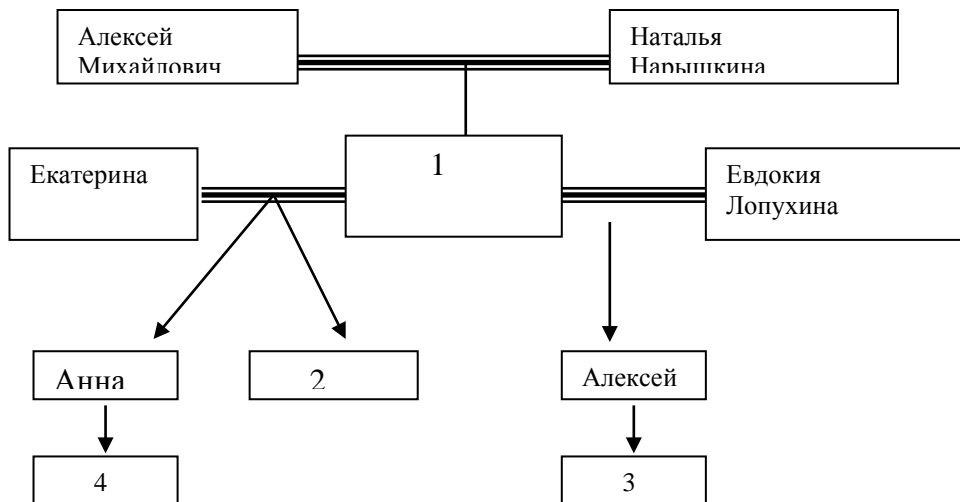 Алексей
Михайлович
Наталья
Нарышкина
Екатерина
1
Евдокия
Лопухина
Анна
2
Алексей
4
3